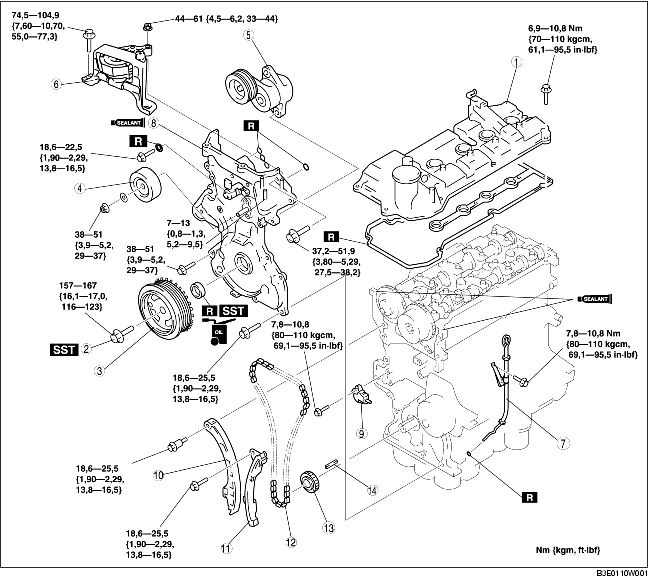 74,5—104,9
{7,60—10,70,
55,0—77,3}
44—61 {4,5—6,2, 33—44}
5
6,9—10,8 Nm
{70—110 kgcm,
61,1—95,5 in·lbf}
1
6
SEALANT
8
R
R
18,6—22,5
{1,90—2,29,
13,8—16,5}
4
7—13
{0,8—1,3,
5,2—9,5}
R
38—51
{3,9—5,2,
29—37}
38—51
{3,9—5,2,
29—37}
37,2—51,9
{3,80—5,29,
27,5—38,2}
157—167
{16,1—17,0,
116—123}
R SST
OIL
SEALANT
SST 2
3
7,8—10,8
{80—110 kgcm,
69,1—95,5 in·lbf}
7,8—10,8 Nm
{80—110 kgcm,
69,1—95,5 in·lbf}
18,6—25,5
{1,90—2,29,
13,8—16,5}
9
7
18,6—25,5
{1,90—2,29,
13,8—16,5}
10
14
R
13
12
11
18,6—25,5
{1,90—2,29,
13,8—16,5}
Nm {kgm, ft·lbf}
B3E0110W001